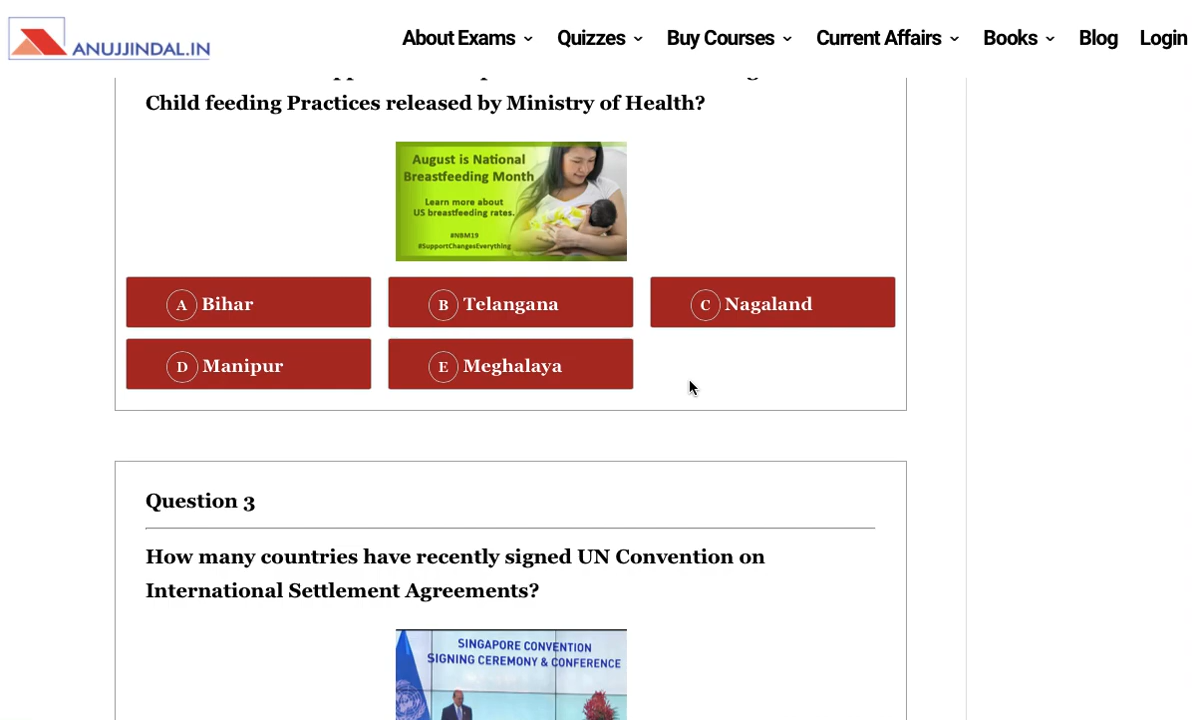 ANUJJINDAL.IN
About Exams
Quizzes
Buy Courses
Current Affairs
Books
Blog
Login
Child feeding Practices released by Ministry of Health?
August is National
Breastfeeding Month
Learn more about
US breastfeeding rates.
#NBM19
#SupportChangesEverything
A Bihar
B Telangana
C Nagaland
D Manipur
E Meghalaya
Question 3
How many countries have recently signed UN Convention on
International Settlement Agreements?
SINGAPORE CONVENTION
SIGNING CEREMONY & CONFERENCE